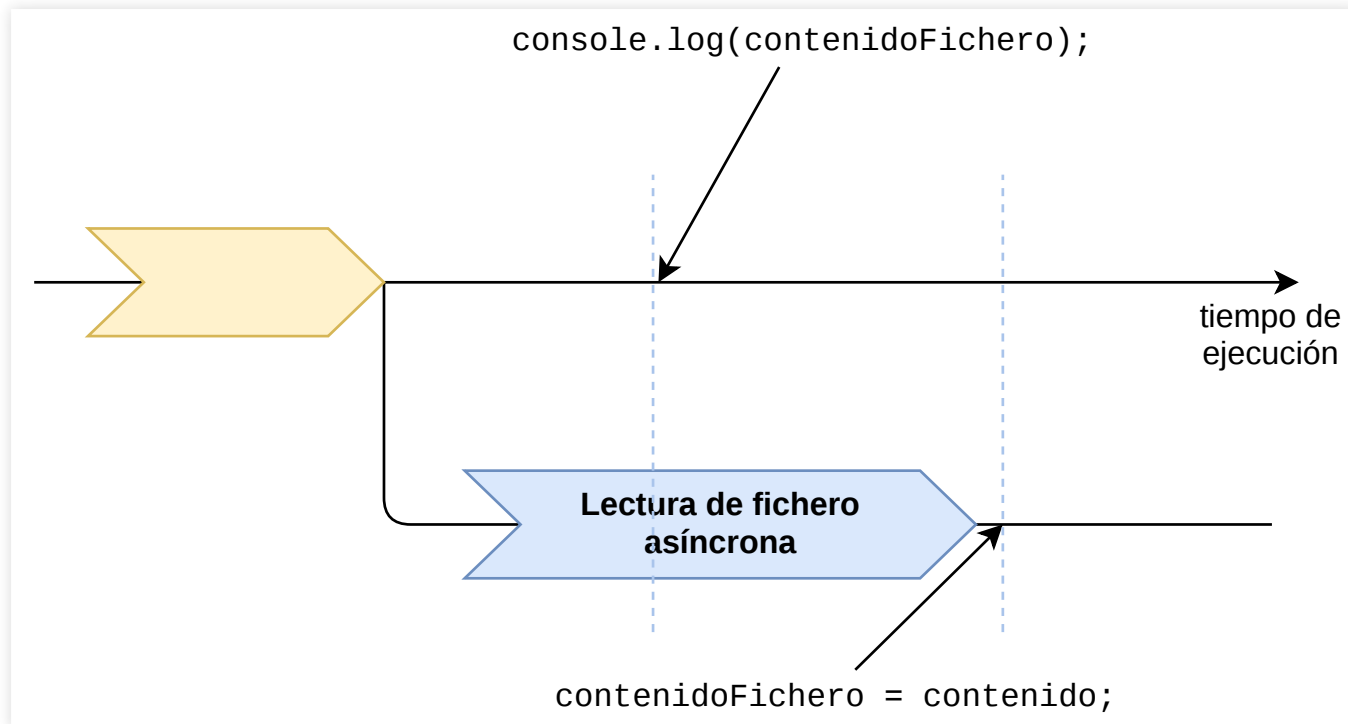 console.log(contenidoFichero);
tiempo de
ejecución
Lectura de fichero
asíncrona
contenidoFichero = contenido;